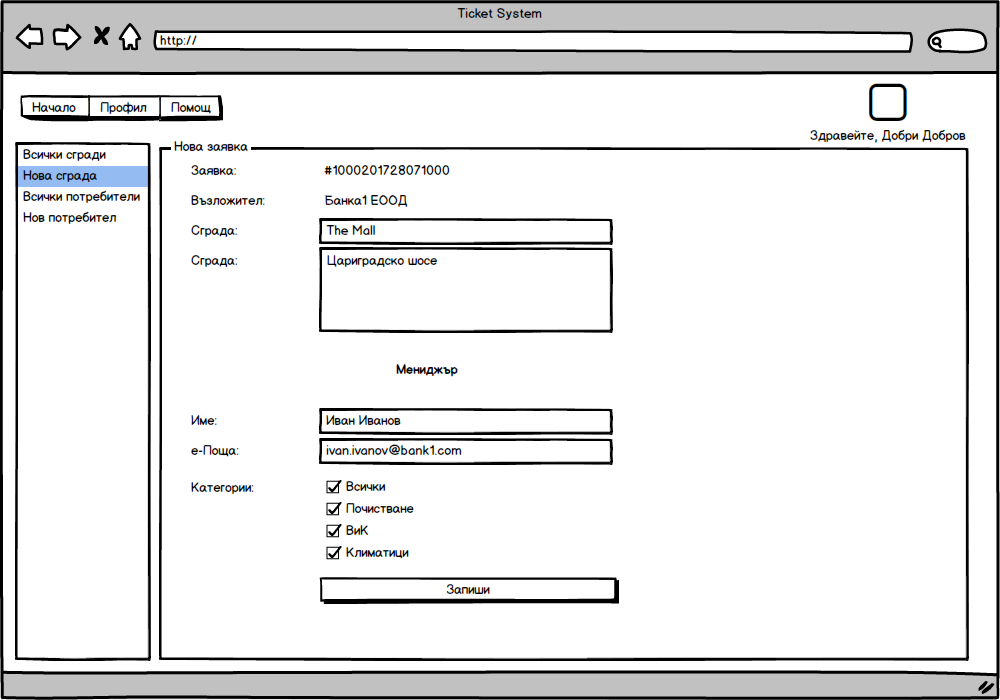 Ticket System
http://
Начало Профил Помощ
Здравейте, Добри Добров
Всички сгради
Нова сграда
Всички потребители
Нов потребител
Нова заявка
Заявка: #1000201728071000
Възложител: Банка1 ЕООД
Сграда: The Mall
Сграда: Цариградско шосе
Мениджър
Име: Иван Иванов
е-Поща: ivan.ivanov@bank1.com
Категории: Всички
Почистване
ВиК
Климатици
Запиши